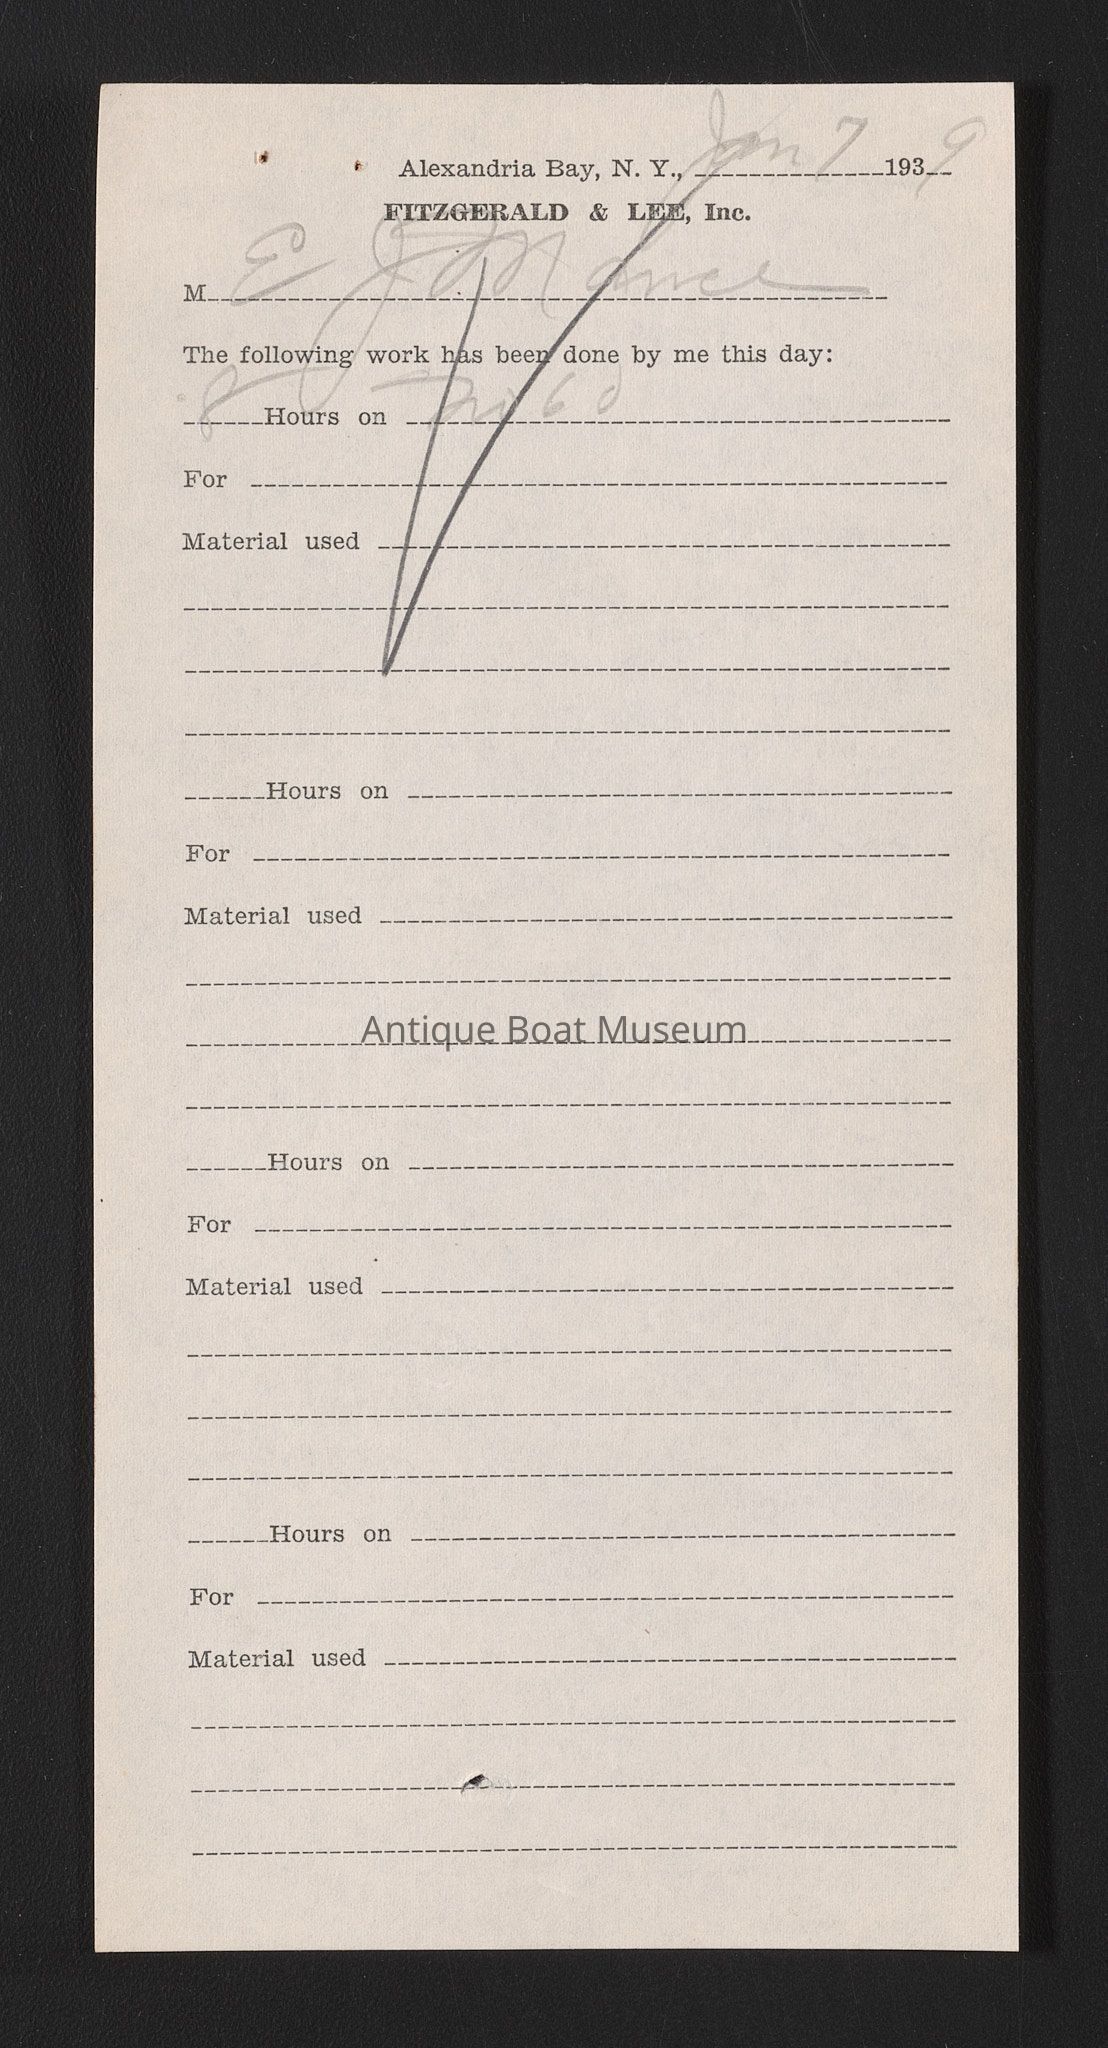 Alexandria Bay, N. Y., Jan 7 1939
FITZGERALD & LEE, Inc.
M E J
The following work has been done by me this day:
8 Hours on No 60
For
Material used
Hours on
For
Material used
Antique Boat Museum
Hours on
For
Material used
Hours on
For
Material used